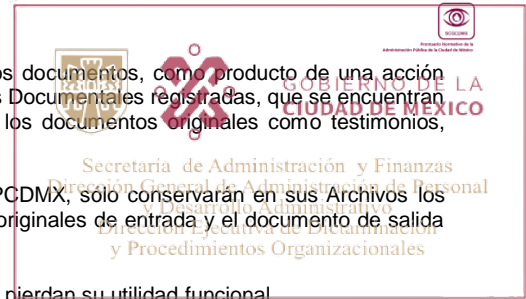 SGSCDMX
Prontuario Normativo de la
Administración Pública de la Ciudad de México
os documentos, como producto de una acción
s Documentales registradas, que se encuentran
los documentos originales como testimonios,
GOBIERNO DE LA
CIUDAD DE MÉXICO
Secretaría de Administración y Finanzas
Dirección General de Administración de Personal
y Desarrollo Administrativo
Dirección Ejecutiva de Dictaminación
y Procedimientos Organizacionales
PCDMX, sólo conservarán en sus Archivos los
originales de entrada y el documento de salida
pierdan su utilidad funcional